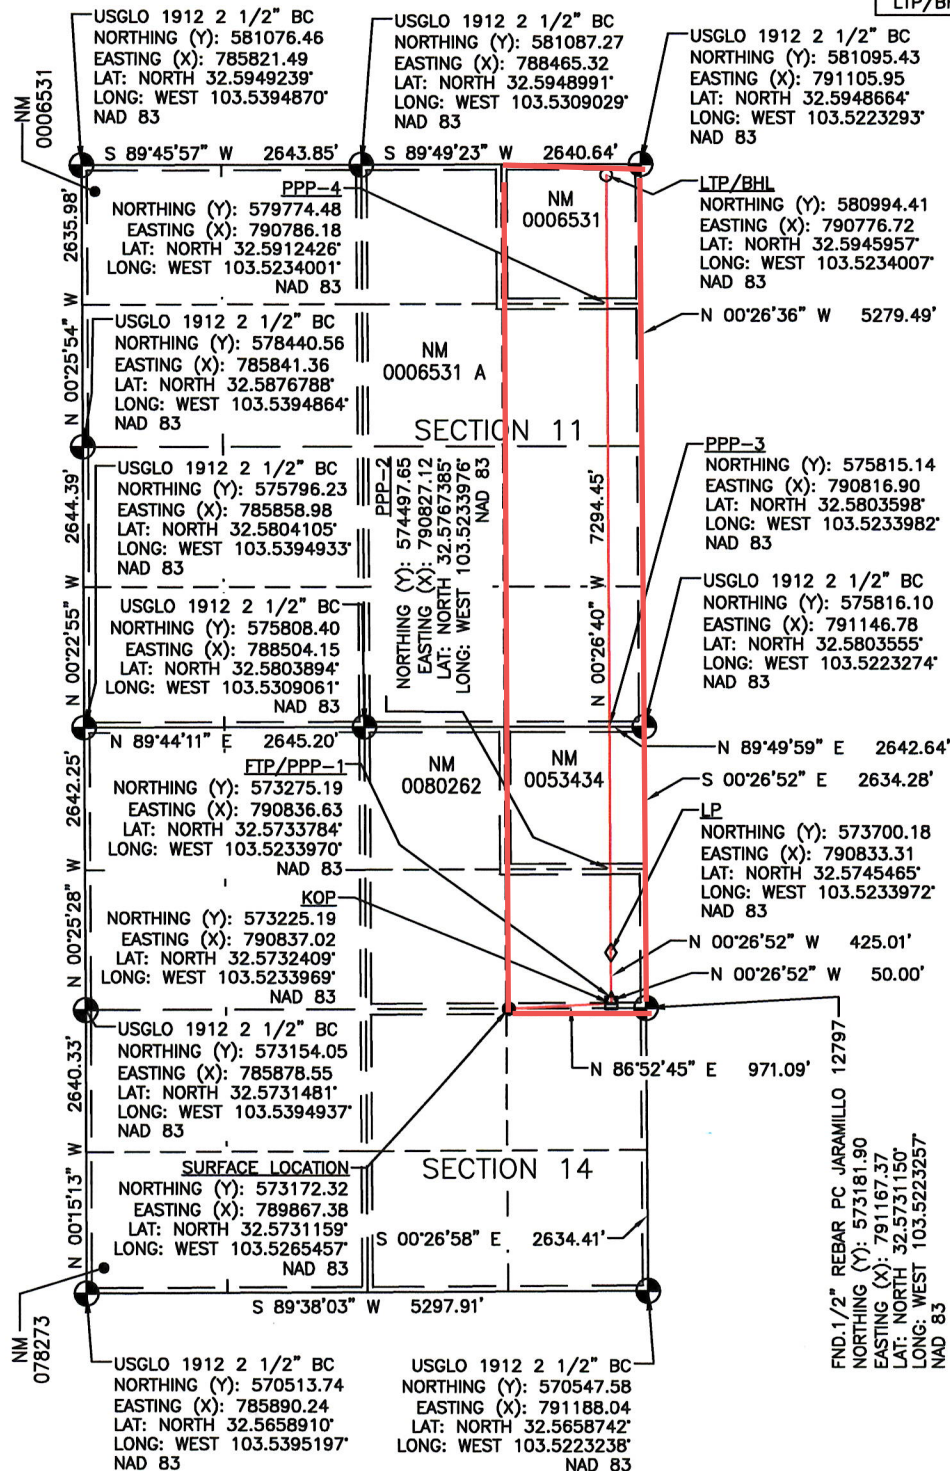 LTP/BH
USGLO 1912 2 1/2" BC
NORTHING (Y): 581076.46
EASTING (X): 785821.49
LAT: NORTH 32.5949239°
LONG: WEST 103.5394870°
NAD 83
USGLO 1912 2 1/2" BC
NORTHING (Y): 581087.27
EASTING (X): 788465.32
LAT: NORTH 32.5948991°
LONG: WEST 103.5309029°
NAD 83
USGLO 1912 2 1/2" BC
NORTHING (Y): 581095.43
EASTING (X): 791105.95
LAT: NORTH 32.5948664°
LONG: WEST 103.5223293°
NAD 83
NM
0006531
S 89°45'57" W 2643.85'
S 89°49'23" W 2640.64'
PPP-4
NORTHING (Y): 579774.48
EASTING (X): 790786.18
LAT: NORTH 32.5912426°
LONG: WEST 103.5234001°
NAD 83
NM
0006531
LTP/BHL
NORTHING (Y): 580994.41
EASTING (X): 790776.72
LAT: NORTH 32.5945957°
LONG: WEST 103.5234007°
NAD 83
N 00°25'54" W 2635.98'
N 00°26'36" W 5279.49'
USGLO 1912 2 1/2" BC
NORTHING (Y): 578440.56
EASTING (X): 785841.36
LAT: NORTH 32.5876788°
LONG: WEST 103.5394864°
NAD 83
NM
0006531 A
SECTION 11
USGLO 1912 2 1/2" BC
NORTHING (Y): 575796.23
EASTING (X): 785858.98
LAT: NORTH 32.5804105°
LONG: WEST 103.5394933°
NAD 83
PPP-2
NORTHING (Y): 574497.65
EASTING (X): 790827.12
LAT: NORTH 32.5767385°
LONG: WEST 103.5233976°
NAD 83
N 00°26'40" W 7294.45'
PPP-3
NORTHING (Y): 575815.14
EASTING (X): 790816.90
LAT: NORTH 32.5803598°
LONG: WEST 103.5233982°
NAD 83
N 00°22'55" W 2644.39'
USGLO 1912 2 1/2" BC
NORTHING (Y): 575808.40
EASTING (X): 788504.15
LAT: NORTH 32.5803894°
LONG: WEST 103.5309061°
NAD 83
USGLO 1912 2 1/2" BC
NORTHING (Y): 575816.10
EASTING (X): 791146.78
LAT: NORTH 32.5803555°
LONG: WEST 103.5223274°
NAD 83
N 89°44'11" E 2645.20'
N 89°49'59" E 2642.64'
FTP/PPP-1
NORTHING (Y): 573275.19
EASTING (X): 790836.63
LAT: NORTH 32.5733784°
LONG: WEST 103.5233970°
NAD 83
NM
0080262
NM
0053434
S 00°26'52" E 2634.28'
LP
NORTHING (Y): 573700.18
EASTING (X): 790833.31
LAT: NORTH 32.5745465°
LONG: WEST 103.5233972°
NAD 83
N 00°25'28" W 2642.25'
KOP
NORTHING (Y): 573225.19
EASTING (X): 790837.02
LAT: NORTH 32.5732409°
LONG: WEST 103.5233969°
NAD 83
N 00°26'52" W 425.01'
N 00°26'52" W 50.00'
USGLO 1912 2 1/2" BC
NORTHING (Y): 573154.05
EASTING (X): 785878.55
LAT: NORTH 32.5731481°
LONG: WEST 103.5394937°
NAD 83
N 86°52'45" E 971.09'
N 00°15'13" W 2640.33'
SURFACE LOCATION
NORTHING (Y): 573172.32
EASTING (X): 789867.38
LAT: NORTH 32.5731159°
LONG: WEST 103.5265457°
NAD 83
SECTION 14
S 00°26'58" E 2634.41'
FND.1/2" REBAR PC JARAMILLO 12797
NORTHING (Y): 573181.90
EASTING (X): 791167.37
LAT: NORTH 32.5731150°
LONG: WEST 103.5223257°
NAD 83
S 89°38'03" W 5297.91'
NM
078273
USGLO 1912 2 1/2" BC
NORTHING (Y): 570513.74
EASTING (X): 785890.24
LAT: NORTH 32.5658910°
LONG: WEST 103.5395197°
NAD 83
USGLO 1912 2 1/2" BC
NORTHING (Y): 570547.58
EASTING (X): 791188.04
LAT: NORTH 32.5658742°
LONG: WEST 103.5223238°
NAD 83